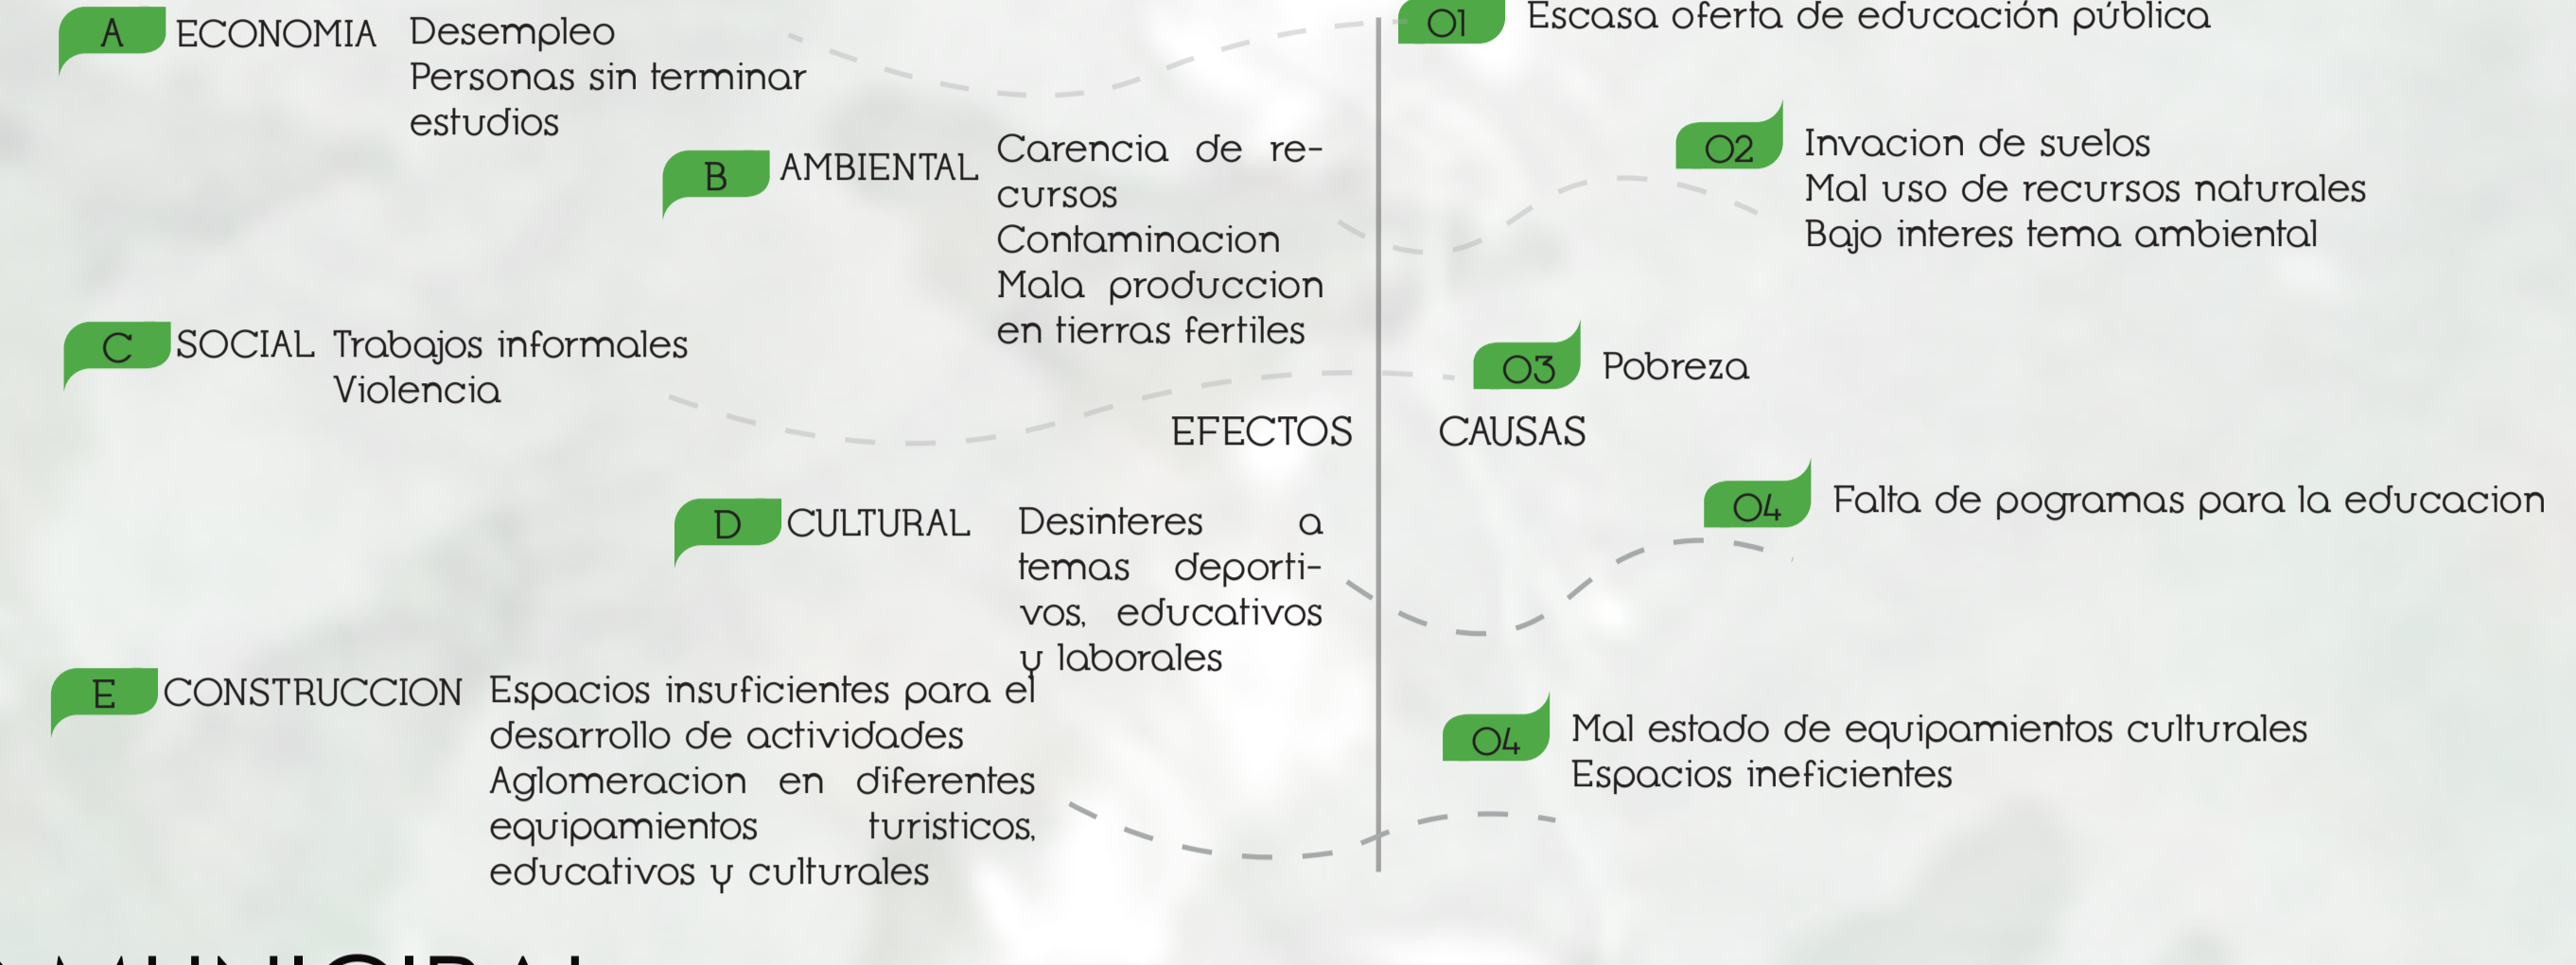 A ECONOMIA
Desempleo
Personas sin terminar
estudios
B AMBIENTAL
Carencia de re-
cursos
Contaminacion
Mala produccion
en tierras fertiles
C SOCIAL
Trabajos informales
Violencia
EFECTOS
D CULTURAL
Desinteres a
temas deporti-
vos, educativos
y laborales
E CONSTRUCCION
Espacios insuficientes para el
desarrollo de actividades
Aglomeracion en diferentes
equipamientos turisticos,
educativos y culturales
01 Escasa oferta de educación pública
02
Invacion de suelos
Mal uso de recursos naturales
Bajo interes tema ambiental
03 Pobreza
CAUSAS
04 Falta de pogramas para la educacion
04
Mal estado de equipamientos culturales
Espacios ineficientes